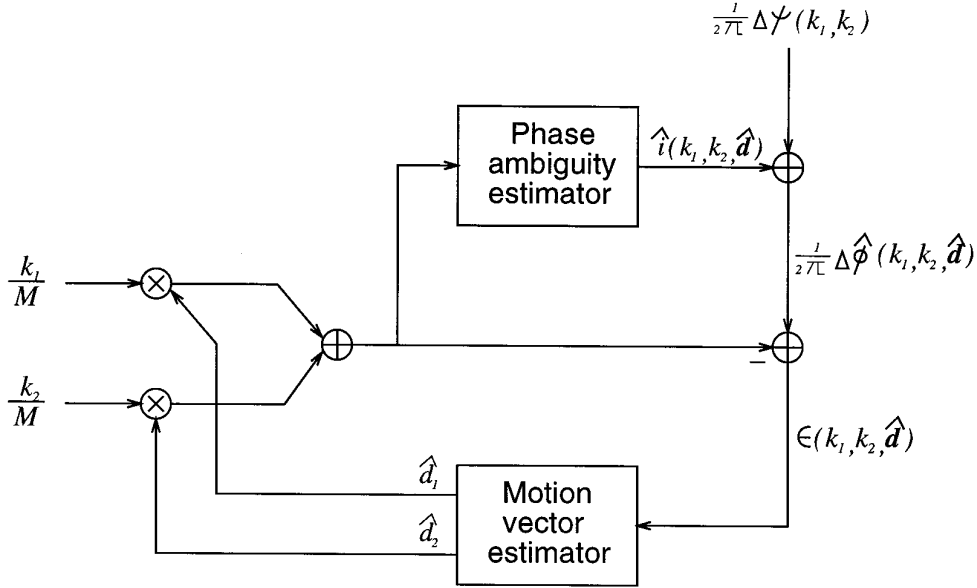 1/2π Δψ(k₁,k₂)
Phase
ambiguity
estimator
î(k₁,k₂,d̂)
1/2π Δφ̂(k₁,k₂,d̂)
k₁/M
k₂/M
−
∈(k₁,k₂,d̂)
d̂₁
d̂₂
Motion
vector
estimator